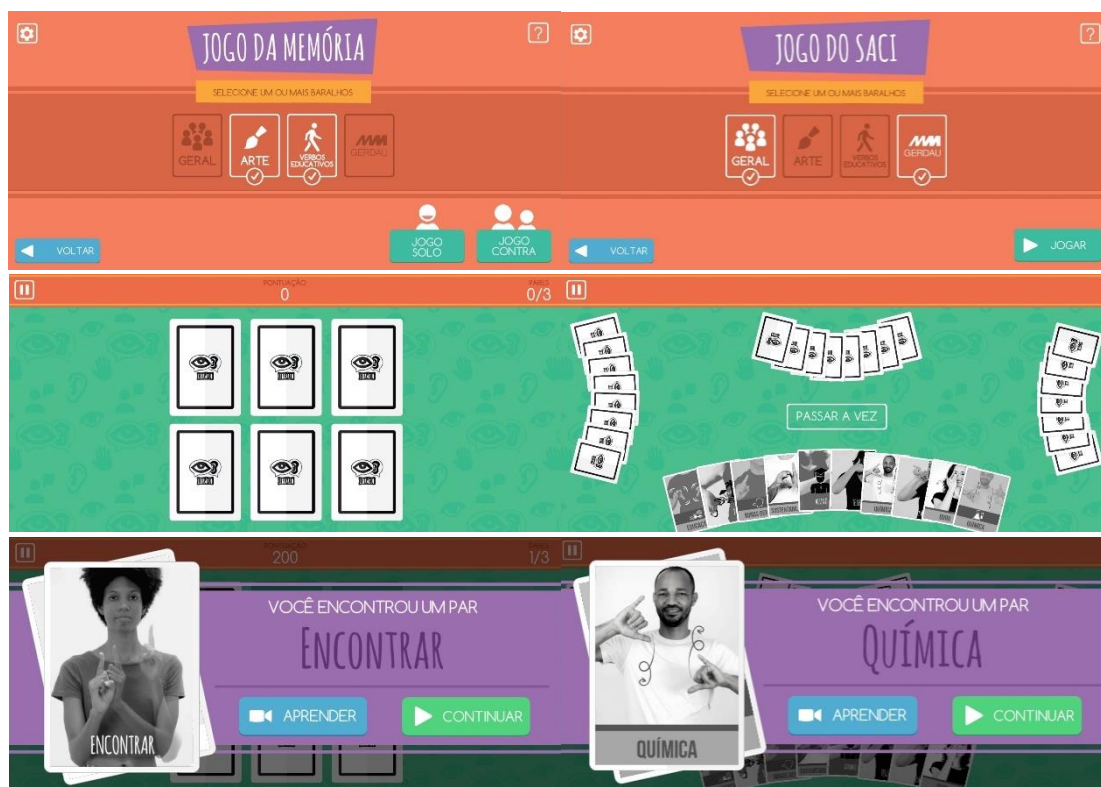 JOGO DA MEMÓRIA
SELECIONE UM OU MAIS BARALHOS
GERAL
ARTE
VERBOS
EDUCATIVOS
GERDAU
JOGO
SOLO
JOGO
CONTRA
VOLTAR
JOGO DO SACI
?
SELECIONE UM OU MAIS BARALHOS
GERAL
ARTE
VERBOS
EDUCATIVOS
GERDAU
VOLTAR
JOGAR
PONTUAÇÃO
0
PARES
0/3
PASSAR A VEZ
QUÍMICA
QUÍMICA
200
1/3
VOCÊ ENCONTROU UM PAR
ENCONTRAR
APRENDER
CONTINUAR
ENCONTRAR
VOCÊ ENCONTROU UM PAR
QUÍMICA
APRENDER
CONTINUAR
QUÍMICA